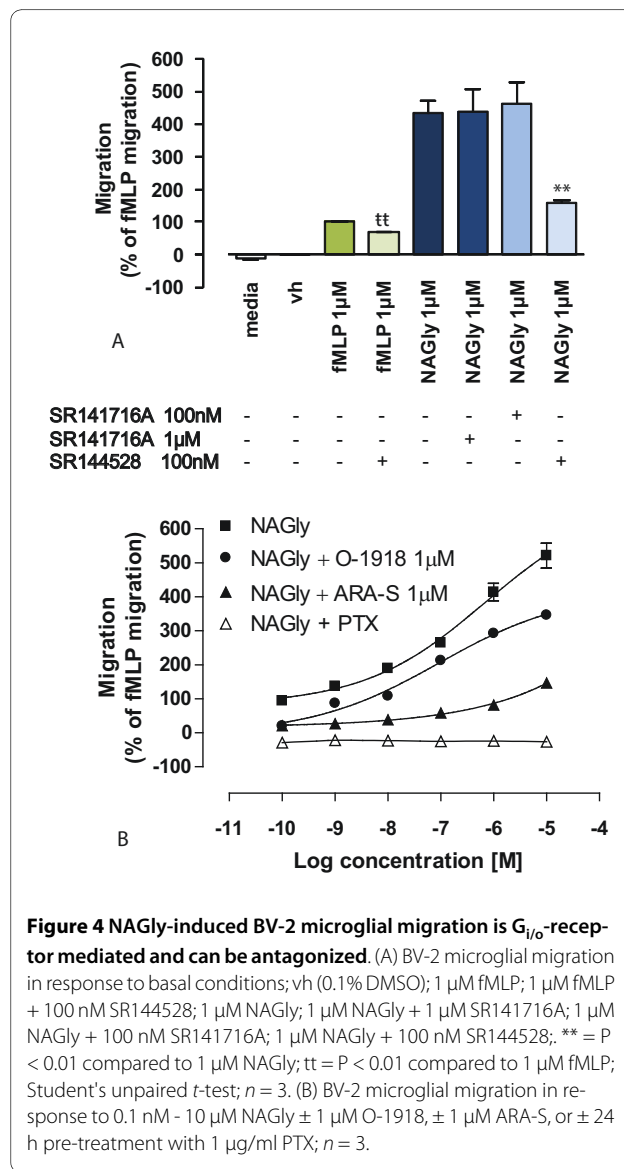 600
500
400
300
200
100
0
-100
Migration
(% of fMLP migration)
ŧŧ
**
media
vh
fMLP 1µM
fMLP 1µM
NAGly 1µM
NAGly 1µM
NAGly 1µM
NAGly 1µM
A
SR141716A 100nM - - - - - - + -
SR141716A 1µM - - - - - + - -
SR144528 100nM - - - + - - - +
600
500
400
300
200
100
0
-100
Migration
(% of fMLP migration)
NAGly
NAGly + O-1918 1µM
NAGly + ARA-S 1µM
NAGly + PTX
-11 -10 -9 -8 -7 -6 -5 -4
B
Log concentration [M]
Figure 4 NAGly-induced BV-2 microglial migration is Gi/o-recep-
tor mediated and can be antagonized. (A) BV-2 microglial migration
in response to basal conditions; vh (0.1% DMSO); 1 µM fMLP; 1 µM fMLP
+ 100 nM SR144528; 1 µM NAGly; 1 µM NAGly + 1 µM SR141716A; 1 µM
NAGly + 100 nM SR141716A; 1 µM NAGly + 100 nM SR144528;. ** = P
< 0.01 compared to 1 µM NAGly; tt = P < 0.01 compared to 1 µM fMLP;
Student's unpaired t-test; n = 3. (B) BV-2 microglial migration in re-
sponse to 0.1 nM - 10 µM NAGly ± 1 µM O-1918, ± 1 µM ARA-S, or ± 24
h pre-treatment with 1 µg/ml PTX; n = 3.